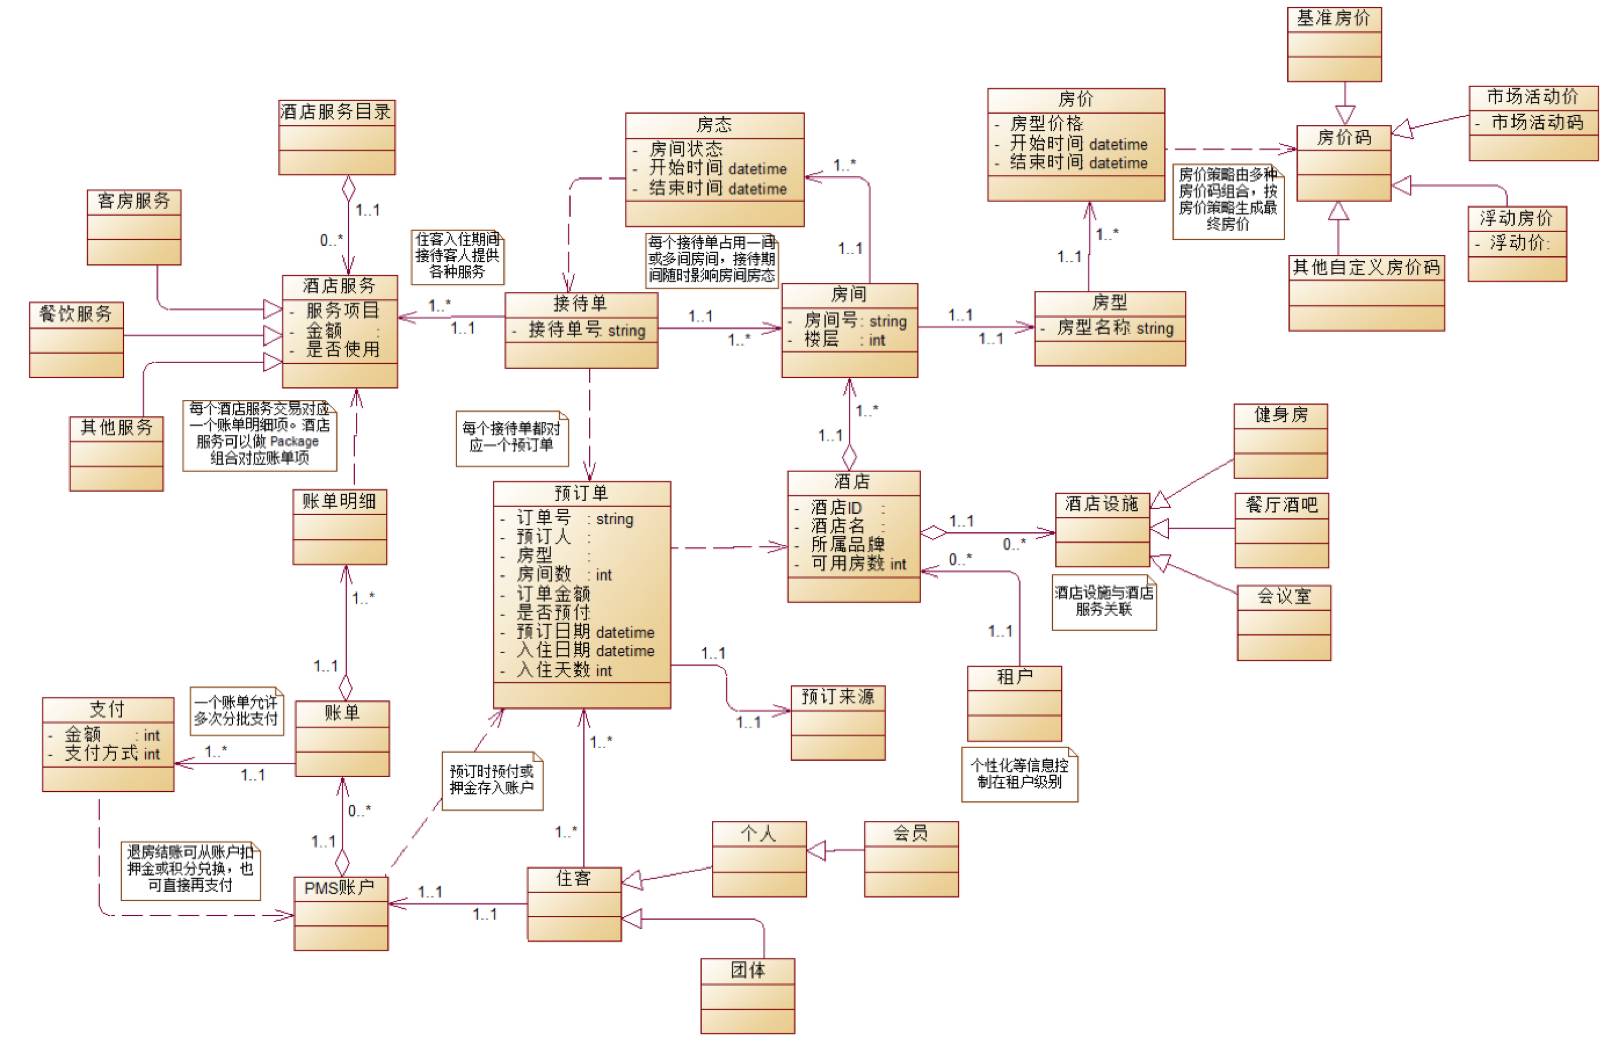 基准房价
房价
- 房型价格
- 开始时间 datetime
- 结束时间 datetime
市场活动价
- 市场活动码
房价码
酒店服务目录
房态
- 房间状态
- 开始时间 datetime
- 结束时间 datetime
1..*
房价策略由多种
房价码组合，按
房价策略生成最
终房价
客房服务
1..1
0..*
住客入住期间
接待客人提供
各种服务
每个接待单占用一间
或多间房间，接待期
间随时影响房间房态
1..1
1..*
1..1
浮动房价
- 浮动价:
其他自定义房价码
酒店服务
- 服务项目
- 金额 :
- 是否使用
餐饮服务
1..*
1..1
接待单
- 接待单号 string
1..1
1..*
房间
- 房间号 : string
- 楼层 : int
1..1
1..1
房型
- 房型名称 string
其他服务
每个酒店服务交易对应
一个账单明细项。酒店
服务可以做 Package
组合对应账单项
每个接待单都对
应一个预订单
1..*
1..1
健身房
账单明细
预订单
- 订单号 : string
- 预订人 :
- 房型 :
- 房间数 : int
- 订单金额
- 是否预付
- 预订日期 datetime
- 入住日期 datetime
- 入住天数 int
酒店
- 酒店ID :
- 酒店名 :
- 所属品牌
- 可用房数 int
1..1
0..*
酒店设施
餐厅酒吧
0..*
酒店设施与酒店
服务关联
会议室
1..*
1..1
1..1
租户
个性化等信息控
制在租户级别
1..1
1..1
预订来源
支付
- 金额 : int
- 支付方式 int
一个账单允许
多次分批支付
账单
1..*
1..1
预订时预付或
押金存入账户
1..*
0..*
1..1
1..*
退房结账可从账户扣
押金或积分兑换，也
可直接再支付
PMS账户
1..1
1..1
住客
个人
会员
团体